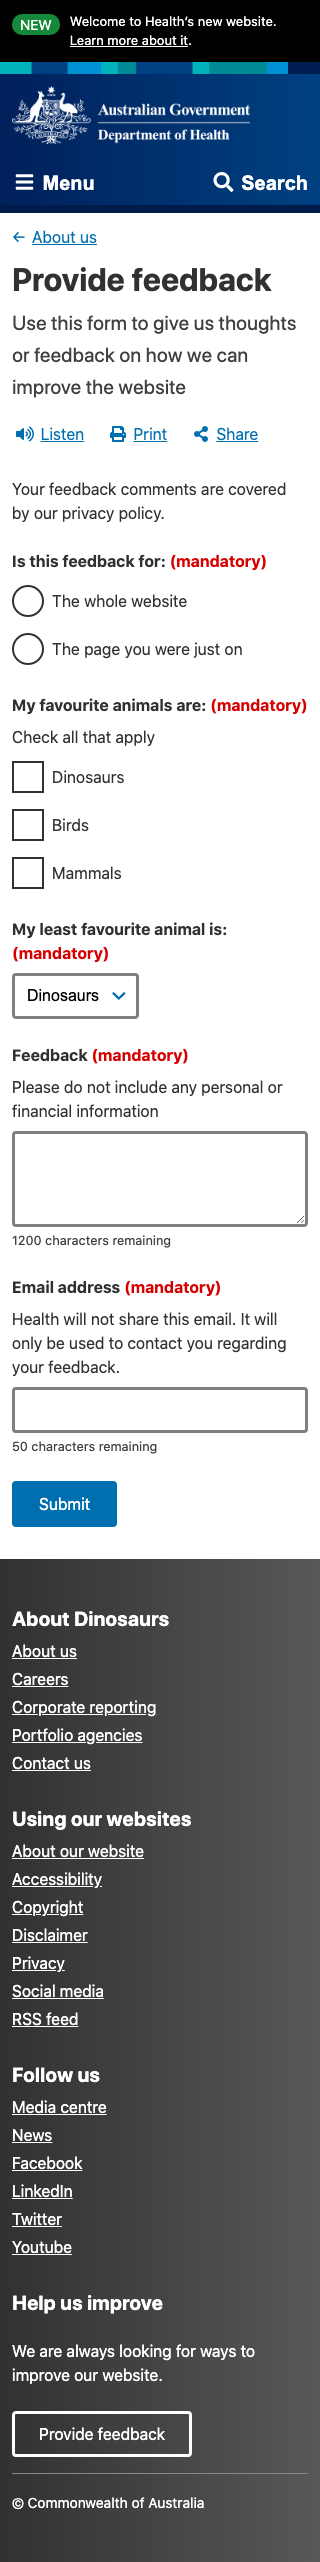 NEW
Welcome to Health's new website.
Learn more about it.
Australian Government
Department of Health
Menu
Search
← About us
Provide feedback
Use this form to give us thoughts
or feedback on how we can
improve the website
Listen
Print
Share
Your feedback comments are covered
by our privacy policy.
Is this feedback for: (mandatory)
The whole website
The page you were just on
My favourite animals are: (mandatory)
Check all that apply
Dinosaurs
Birds
Mammals
My least favourite animal is:
(mandatory)
Dinosaurs
Feedback (mandatory)
Please do not include any personal or
financial information
1200 characters remaining
Email address (mandatory)
Health will not share this email. It will
only be used to contact you regarding
your feedback.
50 characters remaining
Submit
About Dinosaurs
About us
Careers
Corporate reporting
Portfolio agencies
Contact us
Using our websites
About our website
Accessibility
Copyright
Disclaimer
Privacy
Social media
RSS feed
Follow us
Media centre
News
Facebook
LinkedIn
Twitter
Youtube
Help us improve
We are always looking for ways to
improve our website.
Provide feedback
© Commonwealth of Australia